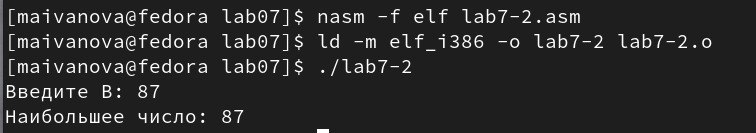 [maivanova@fedora lab07]$ nasm -f elf lab7-2.asm
[maivanova@fedora lab07]$ ld -m elf_i386 -o lab7-2 lab7-2.o
[maivanova@fedora lab07]$ ./lab7-2
Введите B: 87
Наибольшее число: 87